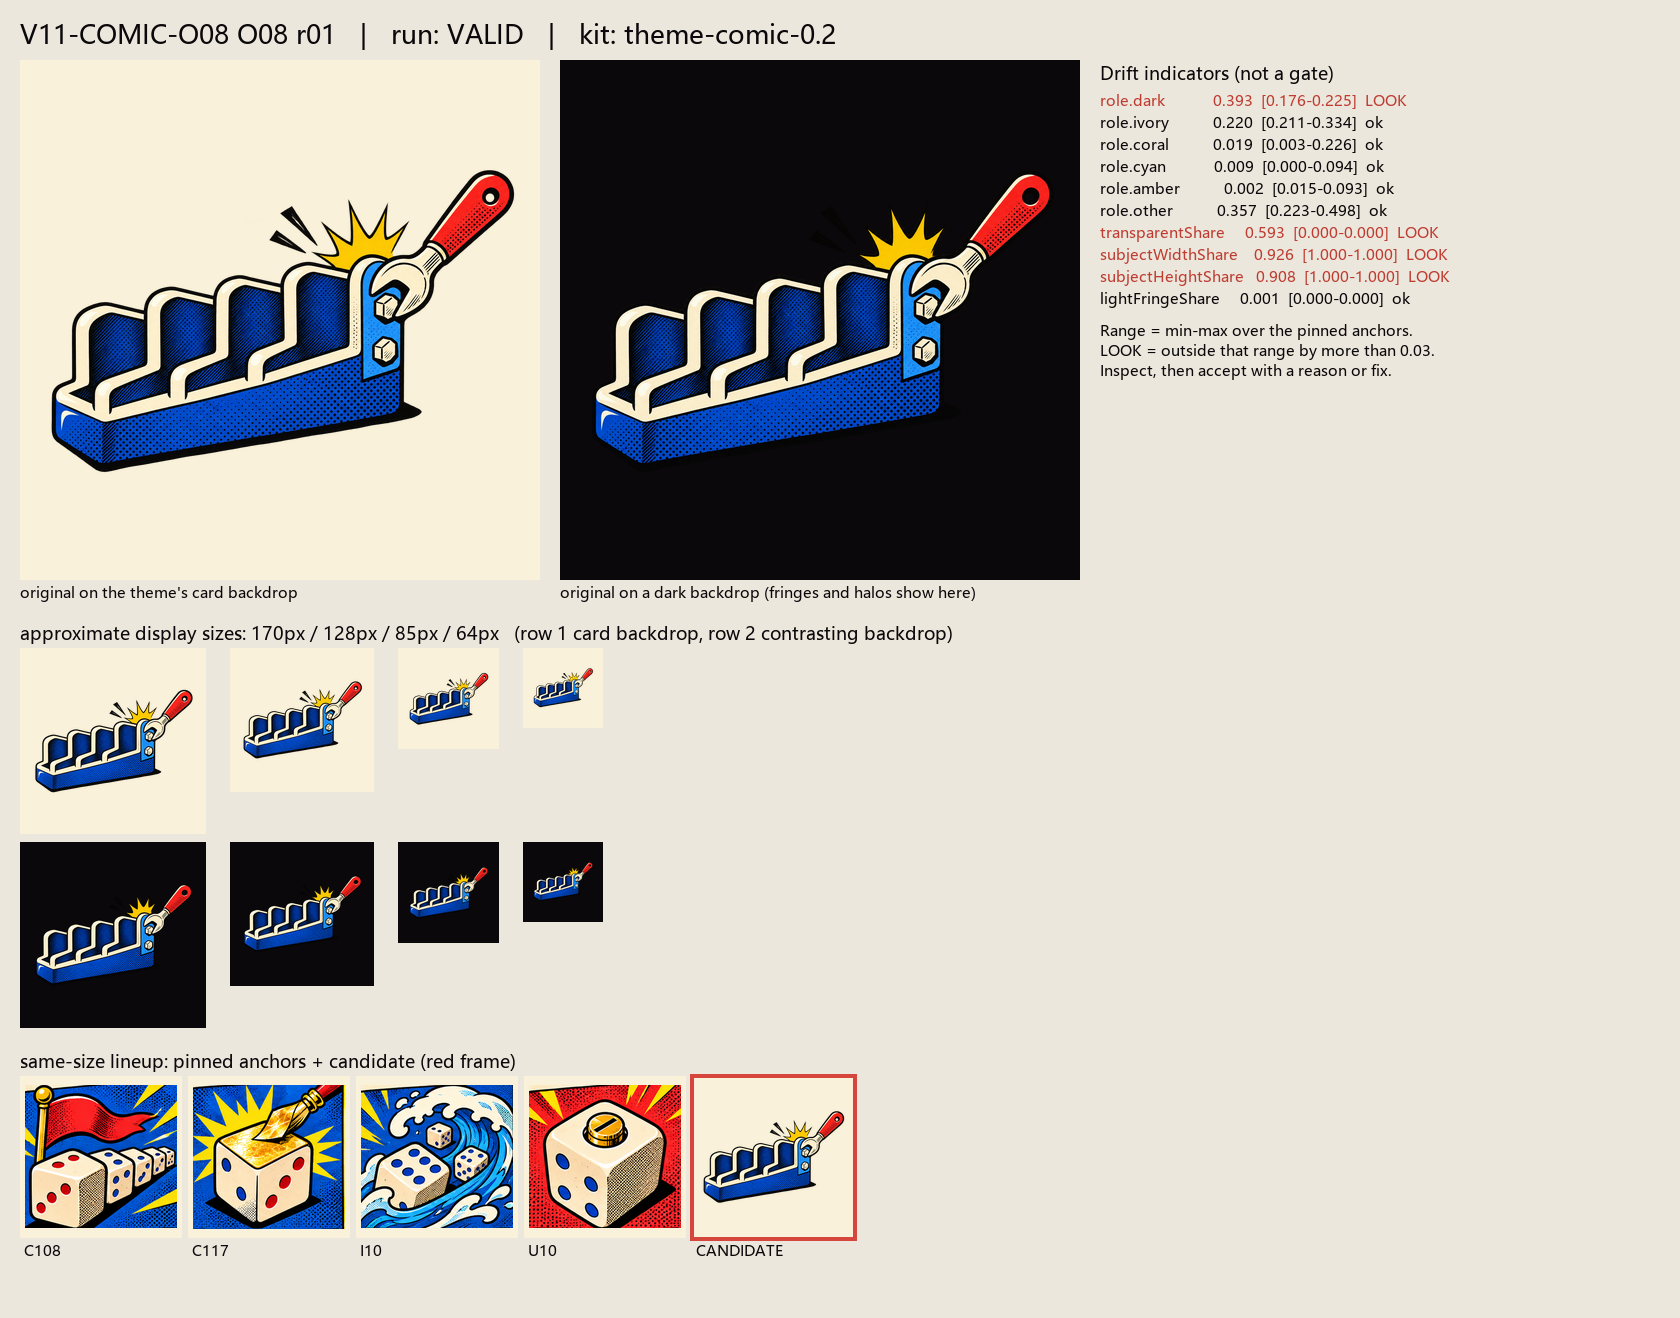 V11-COMIC-O08 O08 r01 | run: VALID | kit: theme-comic-0.2
Drift indicators (not a gate)
role.dark 0.393 [0.176-0.225] LOOK
role.ivory 0.220 [0.211-0.334] ok
role.coral 0.019 [0.003-0.226] ok
role.cyan 0.009 [0.000-0.094] ok
role.amber 0.002 [0.015-0.093] ok
role.other 0.357 [0.223-0.498] ok
transparentShare 0.593 [0.000-0.000] LOOK
subjectWidthShare 0.926 [1.000-1.000] LOOK
subjectHeightShare 0.908 [1.000-1.000] LOOK
lightFringeShare 0.001 [0.000-0.000] ok
Range = min-max over the pinned anchors.
LOOK = outside that range by more than 0.03.
Inspect, then accept with a reason or fix.
original on the theme's card backdrop
original on a dark backdrop (fringes and halos show here)
approximate display sizes: 170px / 128px / 85px / 64px (row 1 card backdrop, row 2 contrasting backdrop)
same-size lineup: pinned anchors + candidate (red frame)
C108
C117
I10
U10
CANDIDATE